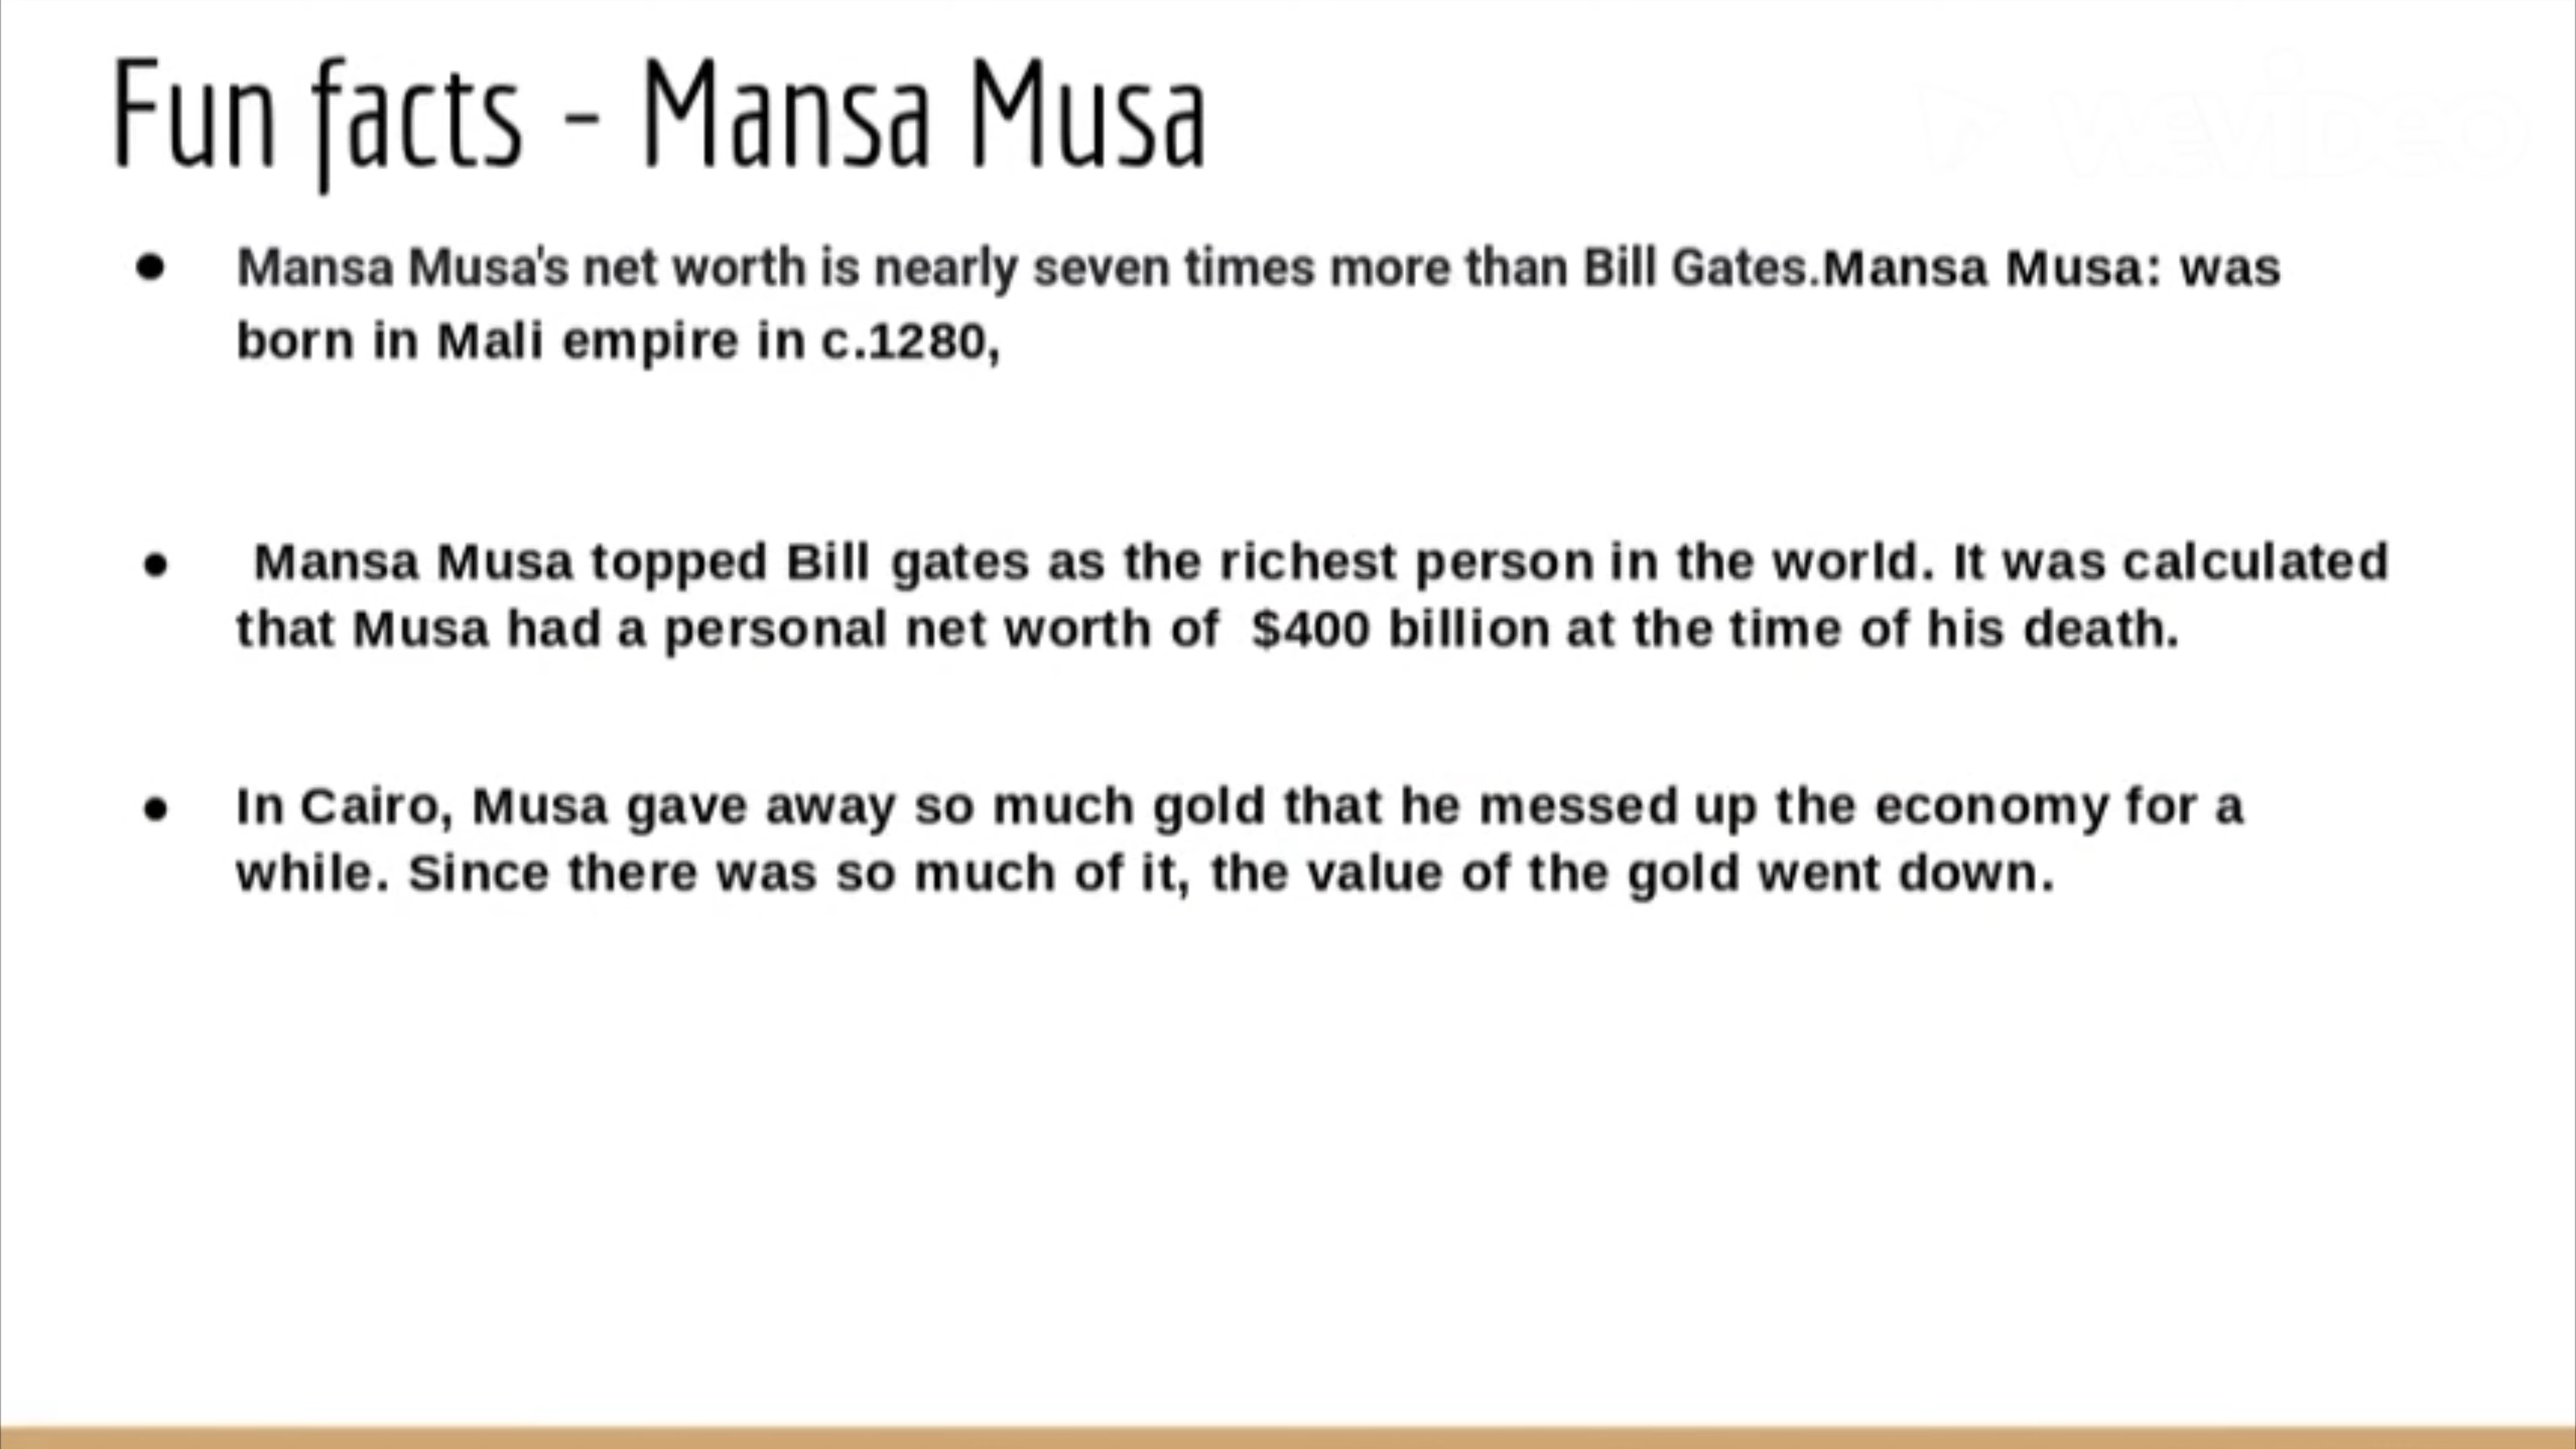 Fun facts - Mansa Musa
WEVIDEO
● Mansa Musa's net worth is nearly seven times more than Bill Gates.Mansa Musa: was
born in Mali empire in c.1280,
● Mansa Musa topped Bill gates as the richest person in the world. It was calculated
that Musa had a personal net worth of $400 billion at the time of his death.
● In Cairo, Musa gave away so much gold that he messed up the economy for a
while. Since there was so much of it, the value of the gold went down.